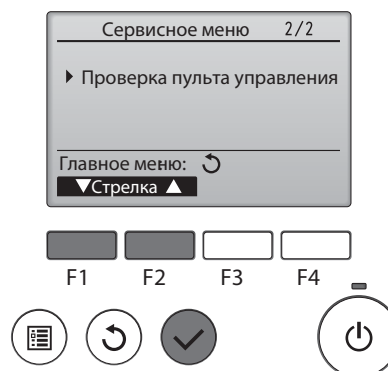 Сервисное меню 2/2
Проверка пульта управления
Главное меню:
▼Стрелка ▲
F1 F2 F3 F4